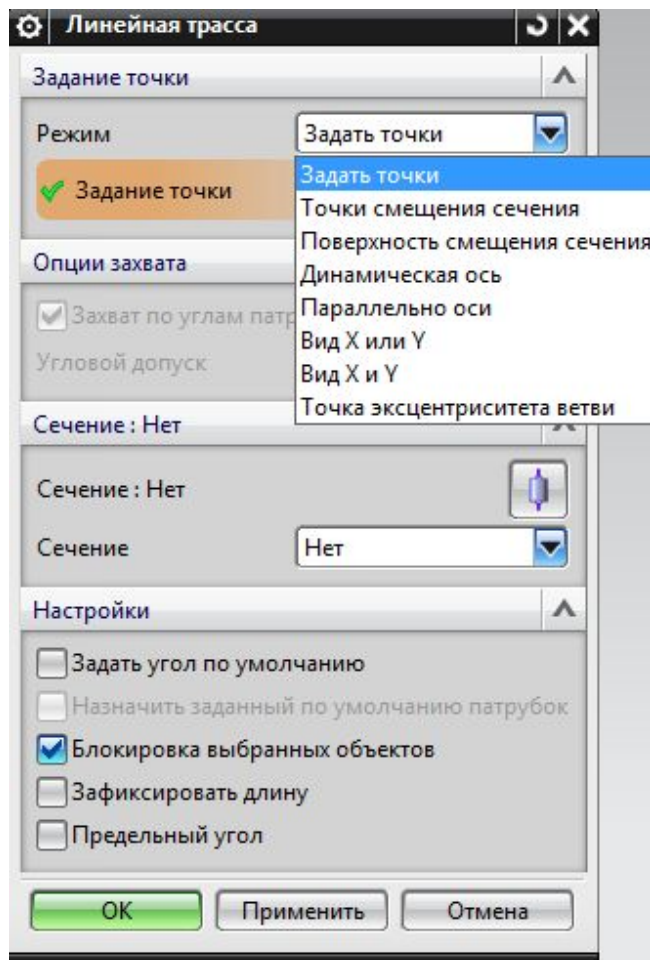 Линейная трасса
Задание точки
Режим
Задать точки
Задать точки
Задание точки
Точки смещения сечения
Поверхность смещения сечения
Опции захвата
Динамическая ось
Захват по углам патр
Параллельно оси
Вид X или Y
Угловой допуск
Вид X и Y
Точка эксцентриситета ветви
Сечение : Нет
Сечение : Нет
Сечение
Нет
Настройки
Задать угол по умолчанию
Назначить заданный по умолчанию патрубок
Блокировка выбранных объектов
Зафиксировать длину
Предельный угол
ОК
Применить
Отмена